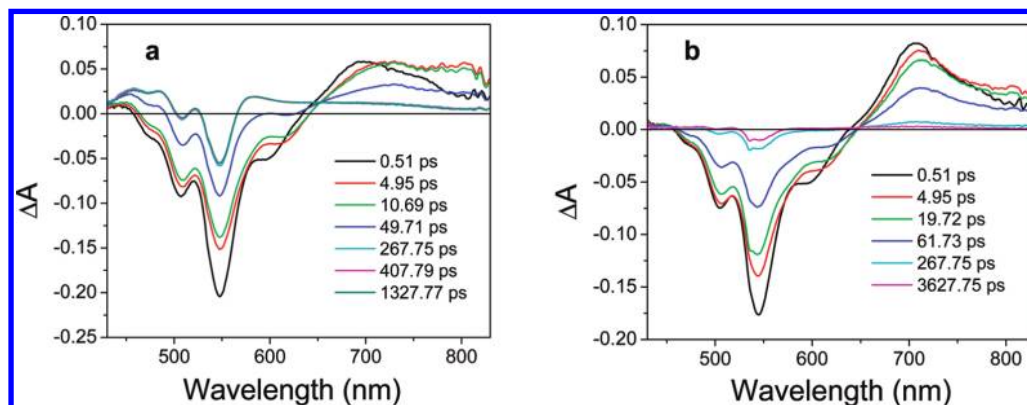 a
0.10
0.05
0.00
-0.05
-0.10
-0.15
-0.20
-0.25
ΔA
0.51 ps
4.95 ps
10.69 ps
49.71 ps
267.75 ps
407.79 ps
1327.77 ps
500
600
700
800
Wavelength (nm)
b
0.10
0.05
0.00
-0.05
-0.10
-0.15
-0.20
ΔA
0.51 ps
4.95 ps
19.72 ps
61.73 ps
267.75 ps
3627.75 ps
500
600
700
800
Wavelength (nm)